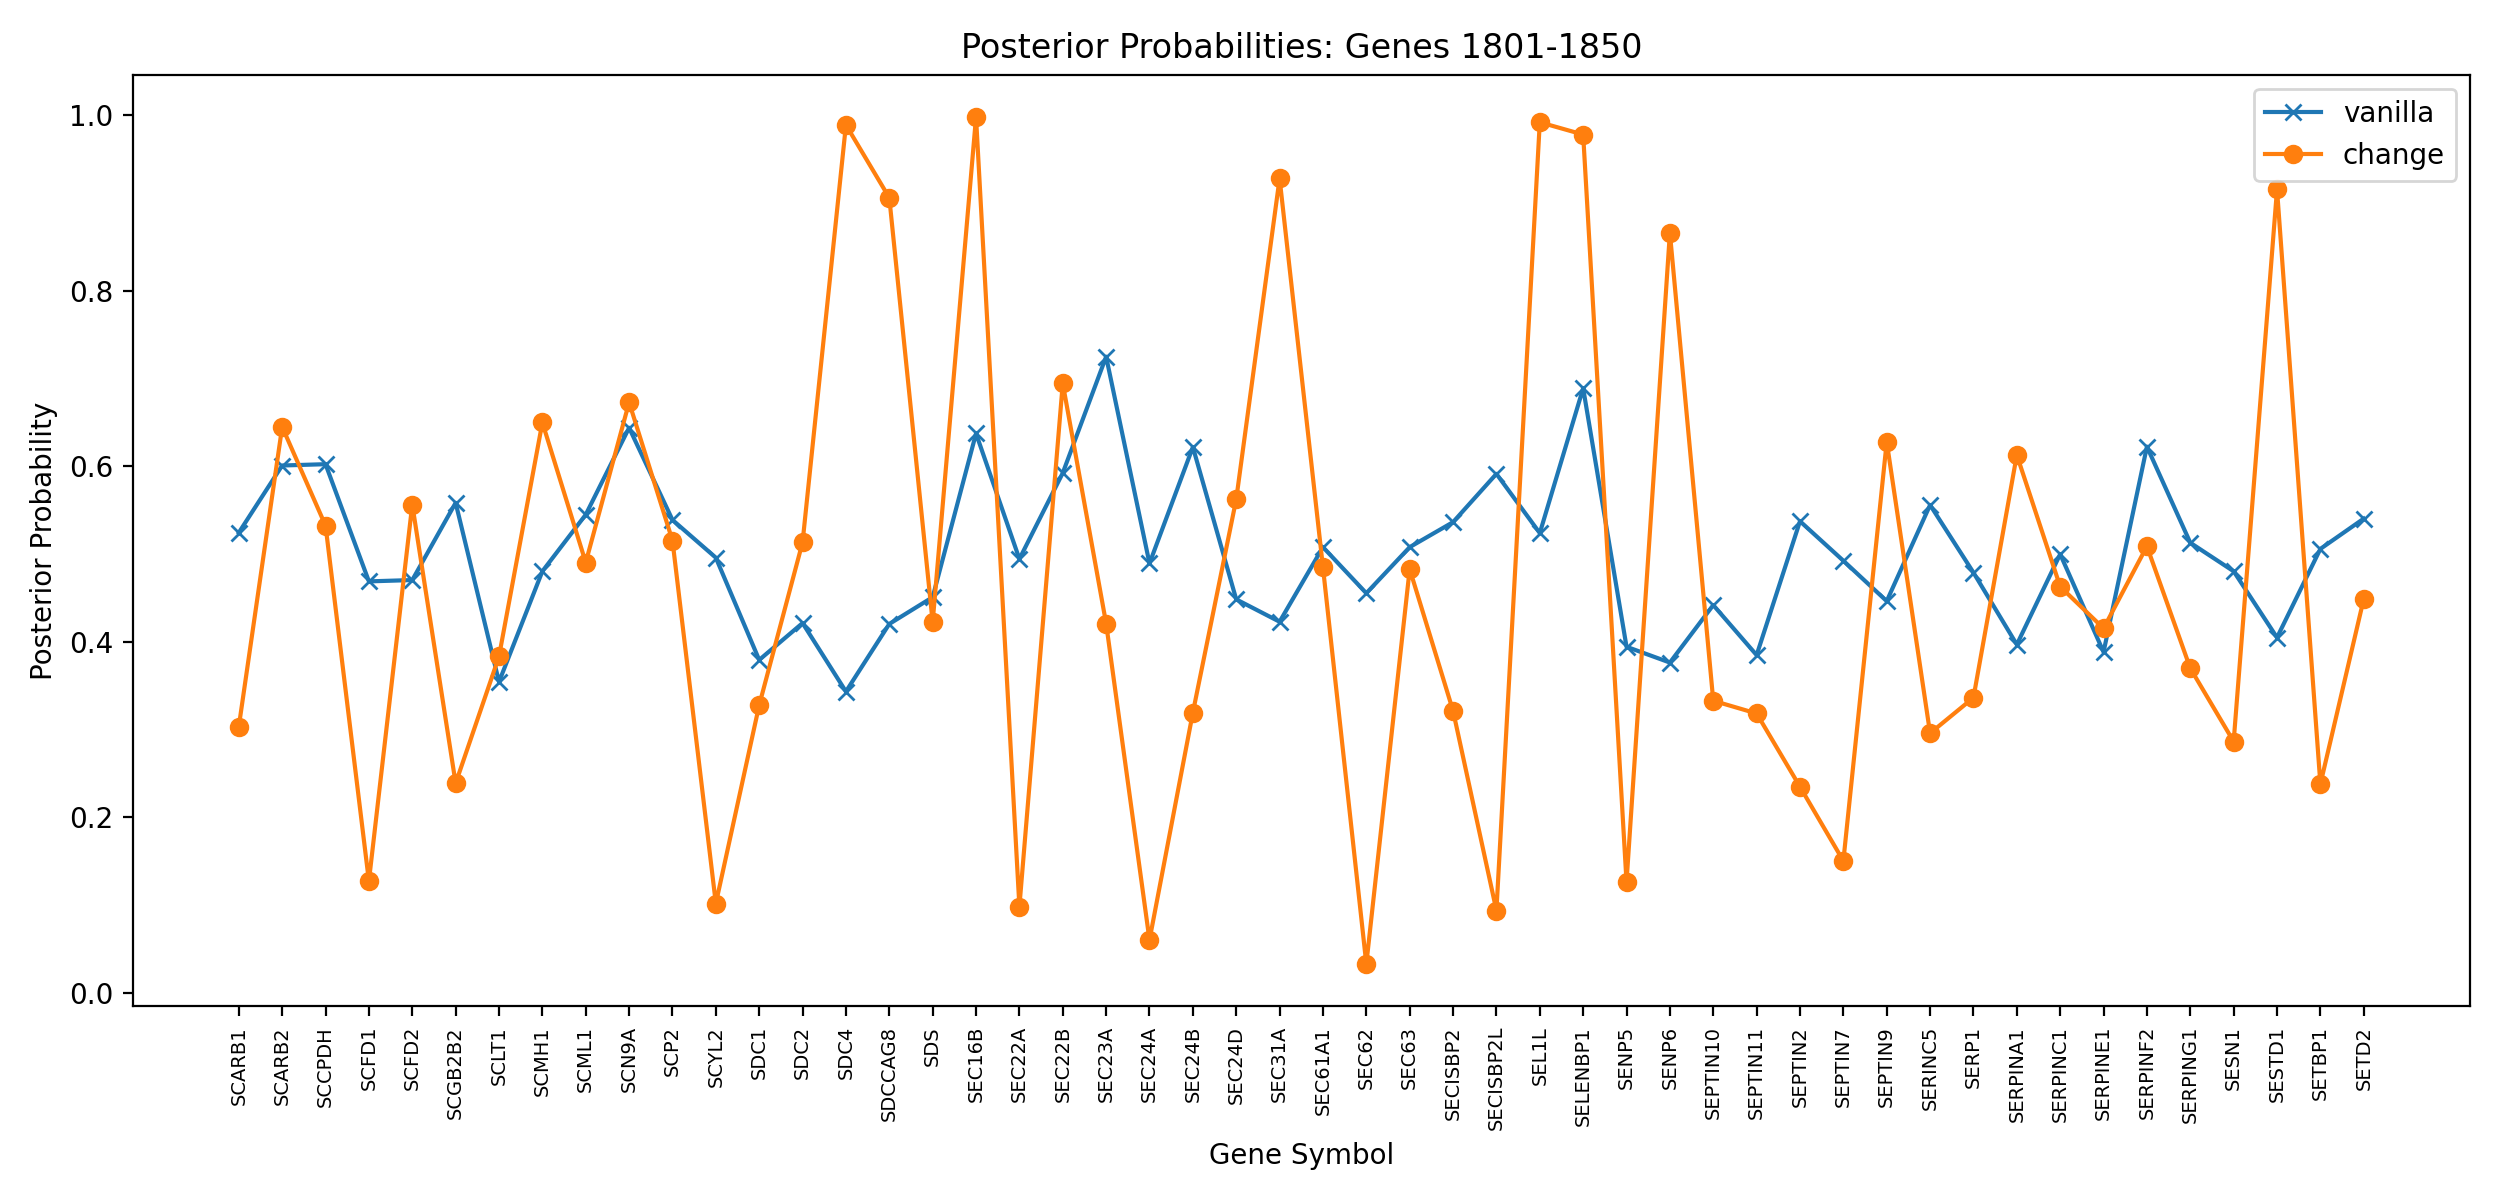 Posterior Probabilities: Genes 1801-1850
vanilla
change
Posterior Probability
1.0
0.8
0.6
0.4
0.2
0.0
SCARB1
SCARB2
SCCPDH
SCFD1
SCFD2
SCGB2B2
SCLT1
SCMH1
SCML1
SCN9A
SCP2
SCYL2
SDC1
SDC2
SDC4
SDCCAG8
SDS
SEC16B
SEC22A
SEC22B
SEC23A
SEC24A
SEC24B
SEC24D
SEC31A
SEC61A1
SEC62
SEC63
SECISBP2
SECISBP2L
SEL1L
SELENBP1
SENP5
SENP6
SEPTIN10
SEPTIN11
SEPTIN2
SEPTIN7
SEPTIN9
SERINC5
SERP1
SERPINA1
SERPINC1
SERPINE1
SERPINF2
SERPING1
SESN1
SESTD1
SETBP1
SETD2
Gene Symbol